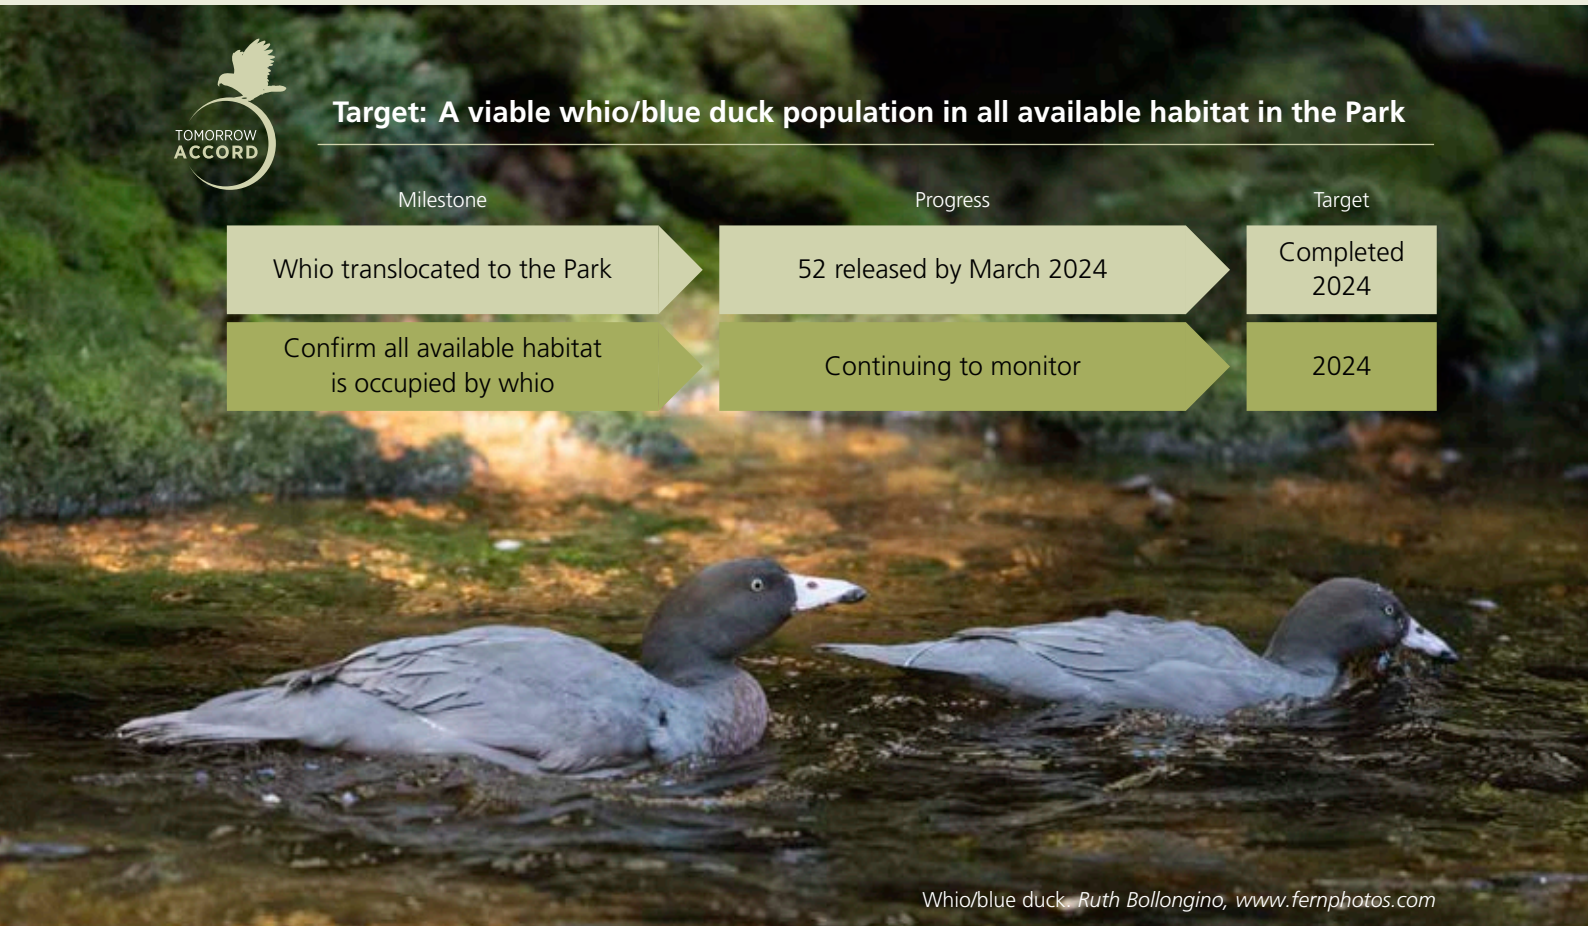 TOMORROW
ACCORD
Target: A viable whio/blue duck population in all available habitat in the Park
Milestone
Progress
Target
Whio translocated to the Park
52 released by March 2024
Completed
2024
Confirm all available habitat
is occupied by whio
Continuing to monitor
2024
Whio/blue duck. Ruth Bollongino, www.fernphotos.com